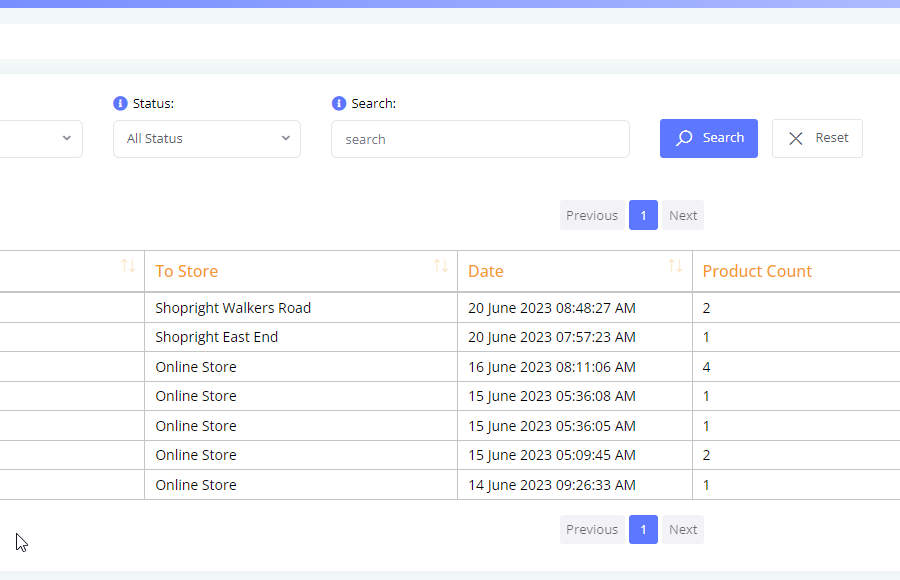 Status: Search:
All Status search Search Reset
Previous 1 Next
To Store Date Product Count
Shopright Walkers Road 20 June 2023 08:48:27 AM 2
Shopright East End 20 June 2023 07:57:23 AM 1
Online Store 16 June 2023 08:11:06 AM 4
Online Store 15 June 2023 05:36:08 AM 1
Online Store 15 June 2023 05:36:05 AM 1
Online Store 15 June 2023 05:09:45 AM 2
Online Store 14 June 2023 09:26:33 AM 1
Previous 1 Next